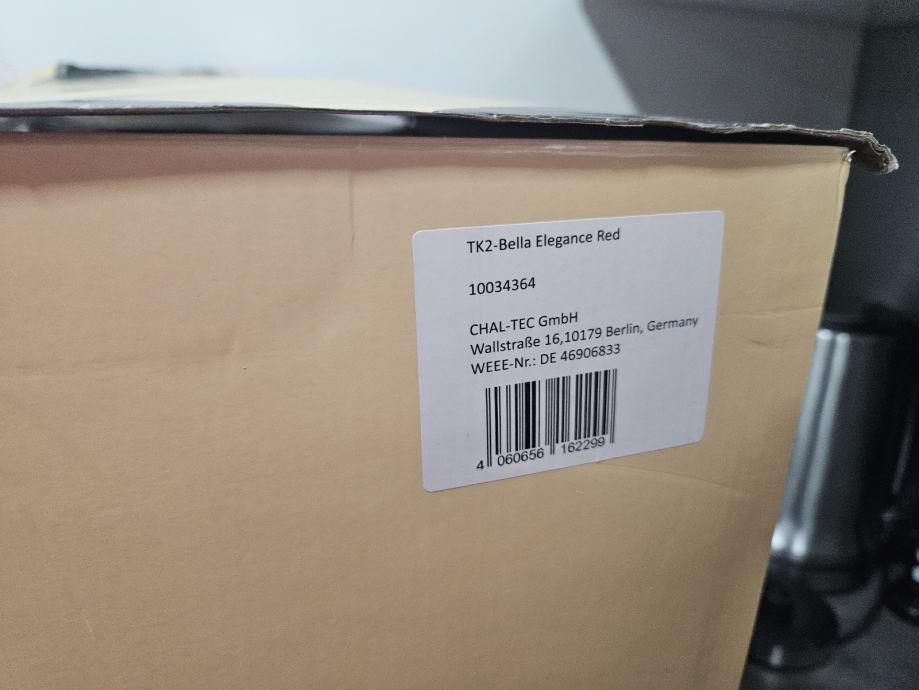 TK2-Bella Elegance Red
10034364
CHAL-TEC GmbH
Wallstraße 16,10179 Berlin, Germany
WEEE-Nr.: DE 46906833
4 060656 162299